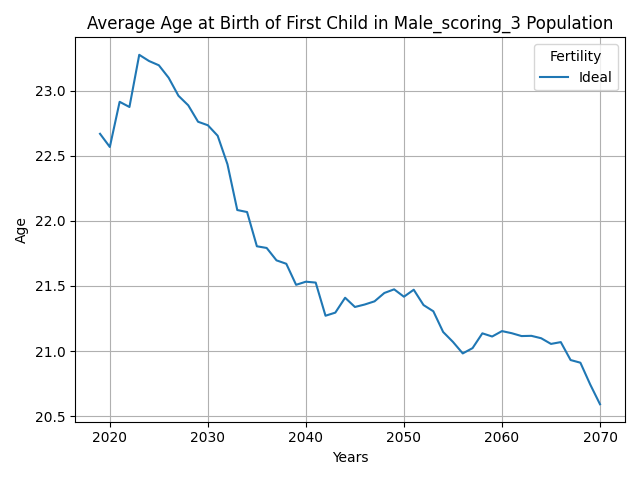 Average Age at Birth of First Child in Male_scoring_3 Population
Fertility
Ideal
23.0
22.5
22.0
21.5
21.0
20.5
Age
2020 2030 2040 2050 2060 2070
Years